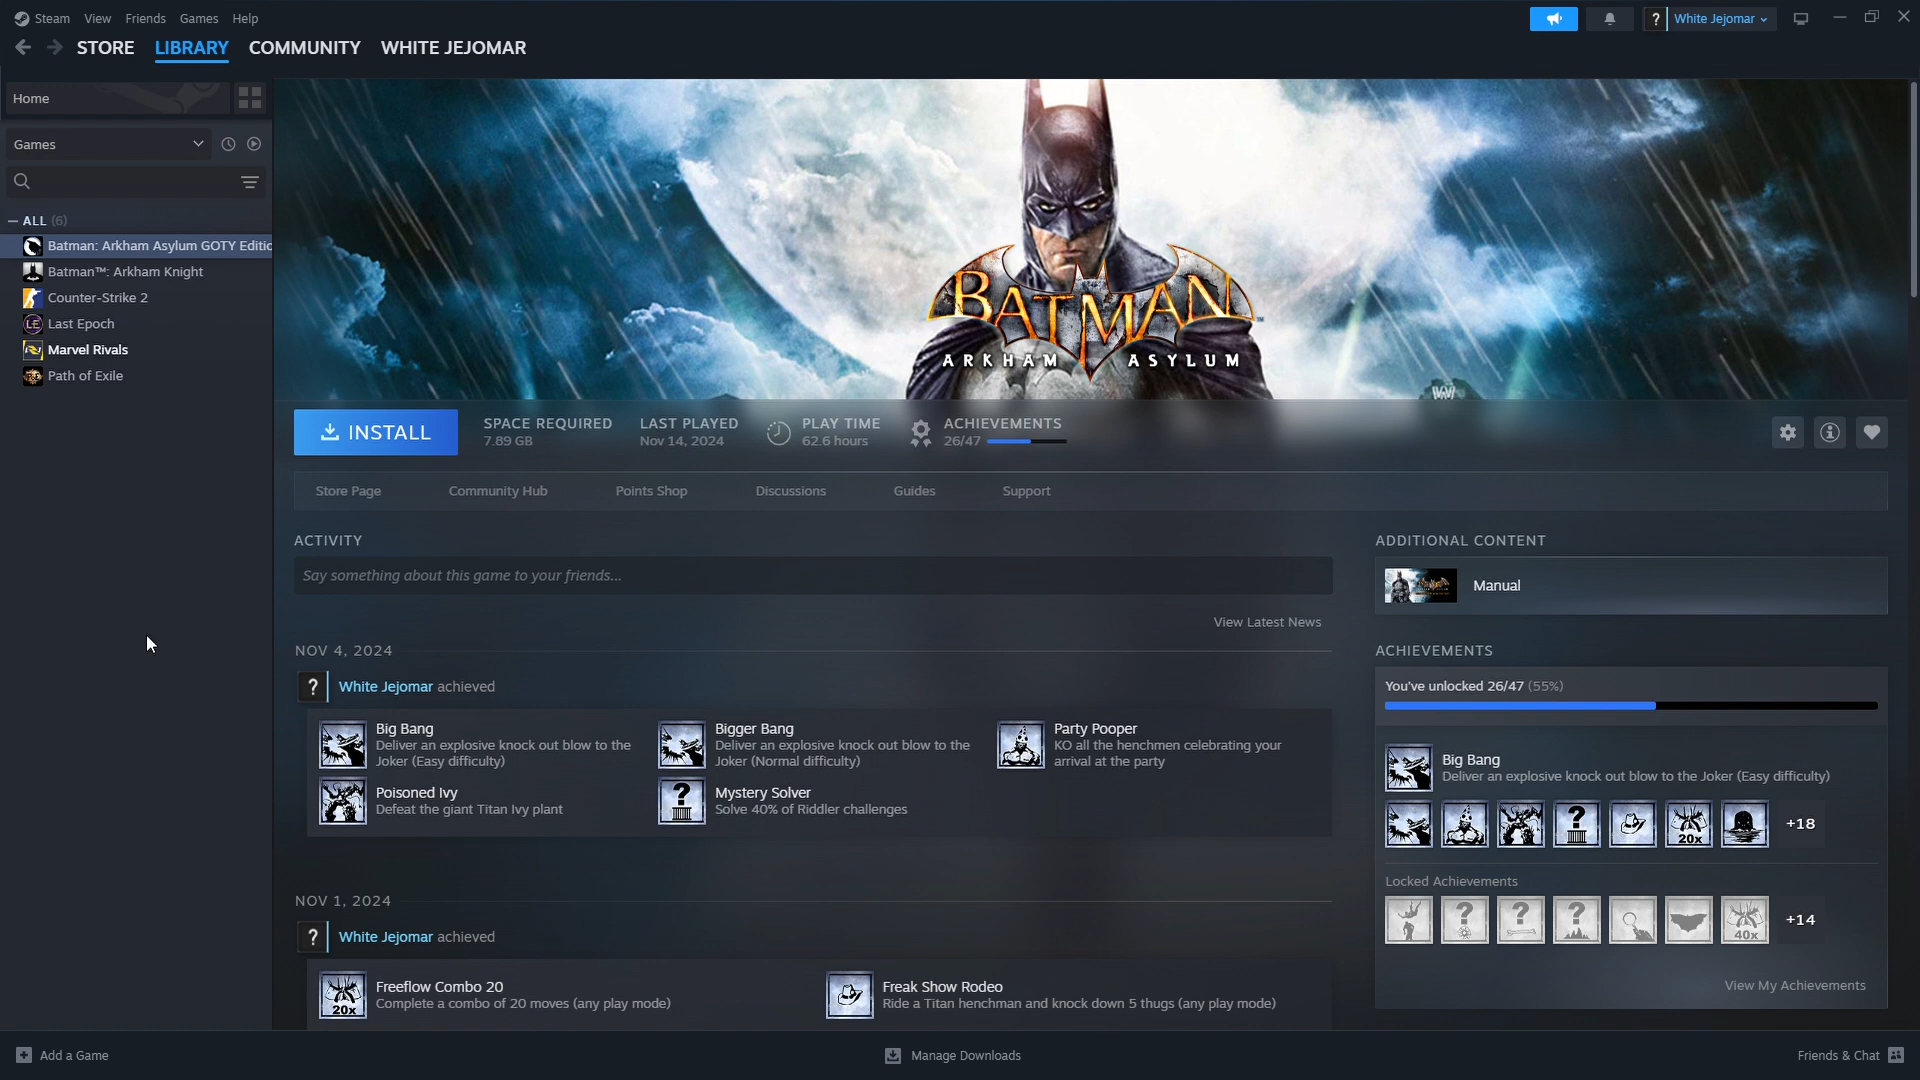 Steam View Friends Games Help
White Jejomar
STORE LIBRARY COMMUNITY WHITE JEJOMAR
Home
Games
ALL (6)
Batman: Arkham Asylum GOTY Editio
Batman™: Arkham Knight
Counter-Strike 2
Last Epoch
Marvel Rivals
Path of Exile
BATMAN™
ARKHAM ASYLUM
INSTALL
SPACE REQUIRED
7.89 GB
LAST PLAYED
Nov 14, 2024
PLAY TIME
62.6 hours
ACHIEVEMENTS
26/47
Store Page Community Hub Points Shop Discussions Guides Support
ACTIVITY
Say something about this game to your friends...
View Latest News
NOV 4, 2024
? White Jejomar achieved
Big Bang
Deliver an explosive knock out blow to the
Joker (Easy difficulty)
Bigger Bang
Deliver an explosive knock out blow to the
Joker (Normal difficulty)
Party Pooper
KO all the henchmen celebrating your
arrival at the party
Poisoned Ivy
Defeat the giant Titan Ivy plant
Mystery Solver
Solve 40% of Riddler challenges
NOV 1, 2024
? White Jejomar achieved
20x
Freeflow Combo 20
Complete a combo of 20 moves (any play mode)
Freak Show Rodeo
Ride a Titan henchman and knock down 5 thugs (any play mode)
ADDITIONAL CONTENT
Manual
ACHIEVEMENTS
You've unlocked 26/47 (55%)
Big Bang
Deliver an explosive knock out blow to the Joker (Easy difficulty)
20x
+18
Locked Achievements
40x
+14
View My Achievements
Add a Game
Manage Downloads
Friends & Chat